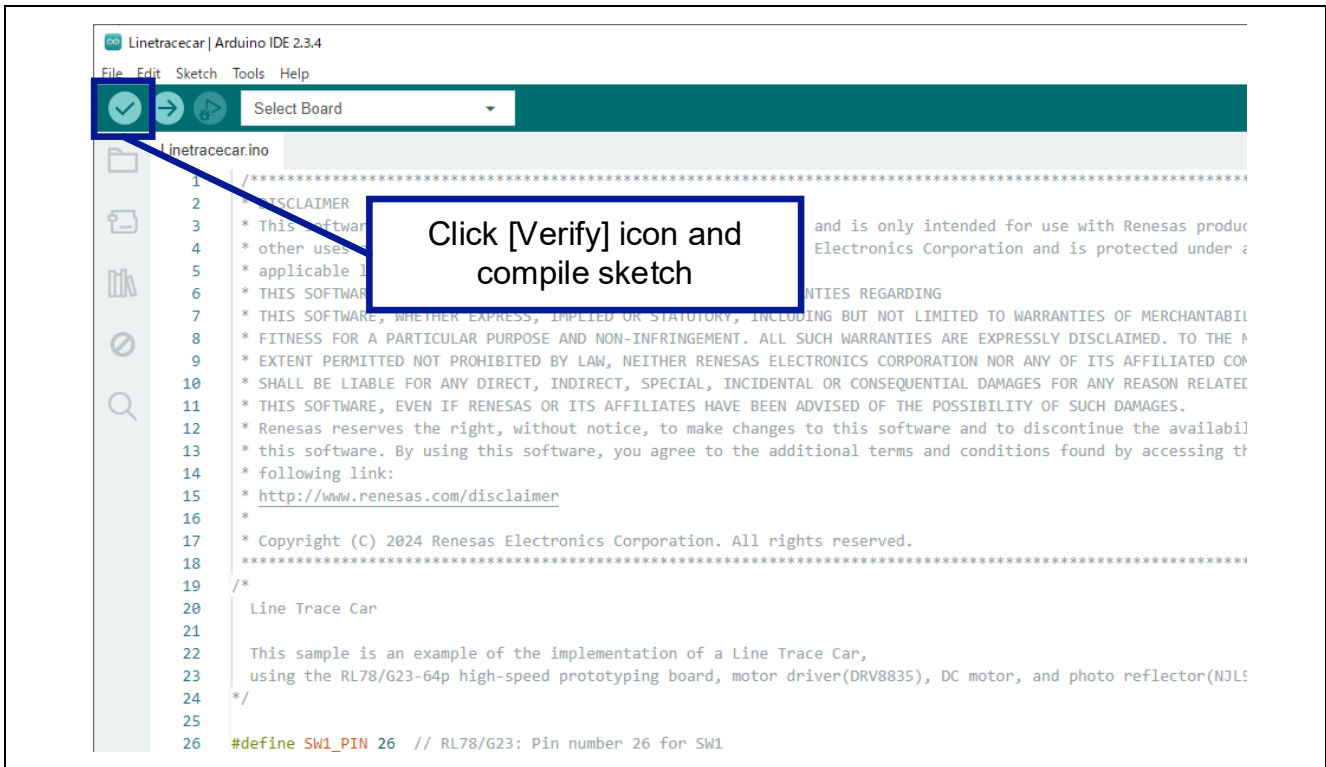 Linetracecar | Arduino IDE 2.3.4
File Edit Sketch Tools Help
Select Board
Linetracecar.ino
1 /**************************************************************************************************************
2 * DISCLAIMER
3 * This software and is only intended for use with Renesas
4 * other uses Electronics Corporation and is protected under
5 * applicable
6 * THIS REGARDING
7 * THIS SOFTWARE, WHETHER EXPRESS, IMPLIED OR STATUTORY, INCLUDING BUT NOT LIMITED TO WARRANTIES OF
8 * FITNESS FOR A PARTICULAR PURPOSE AND NON-INFRINGEMENT. ALL SUCH WARRANTIES ARE EXPRESSLY DISCLAIMED. TO THE
9 * EXTENT PERMITTED NOT PROHIBITED BY LAW, NEITHER RENESAS ELECTRONICS CORPORATION NOR ANY OF ITS AFFILIATED
10 * SHALL BE LIABLE FOR ANY DIRECT, INDIRECT, SPECIAL, INCIDENTAL OR CONSEQUENTIAL DAMAGES FOR ANY REASON RELATED
11 * THIS SOFTWARE, EVEN IF RENESAS OR ITS AFFILIATES HAVE BEEN ADVISED OF THE POSSIBILITY OF SUCH DAMAGES.
12 * Renesas reserves the right, without notice, to make changes to this software and to discontinue the
13 * this software. By using this software, you agree to the additional terms and conditions found by accessing
14 * following link:
15 * http://www.renesas.com/disclaimer
16 *
17 * Copyright (C) 2024 Renesas Electronics Corporation. All rights reserved.
18 **************************************************************************************************************
19 /*
20 Line Trace Car
21
22 This sample is an example of the implementation of a Line Trace Car,
23 using the RL78/G23-64p high-speed prototyping board, motor driver(DRV8835), DC motor, and photo
24 */
25
26 #define SW1_PIN 26 // RL78/G23: Pin number 26 for SW1
Click [Verify] icon and
compile sketch